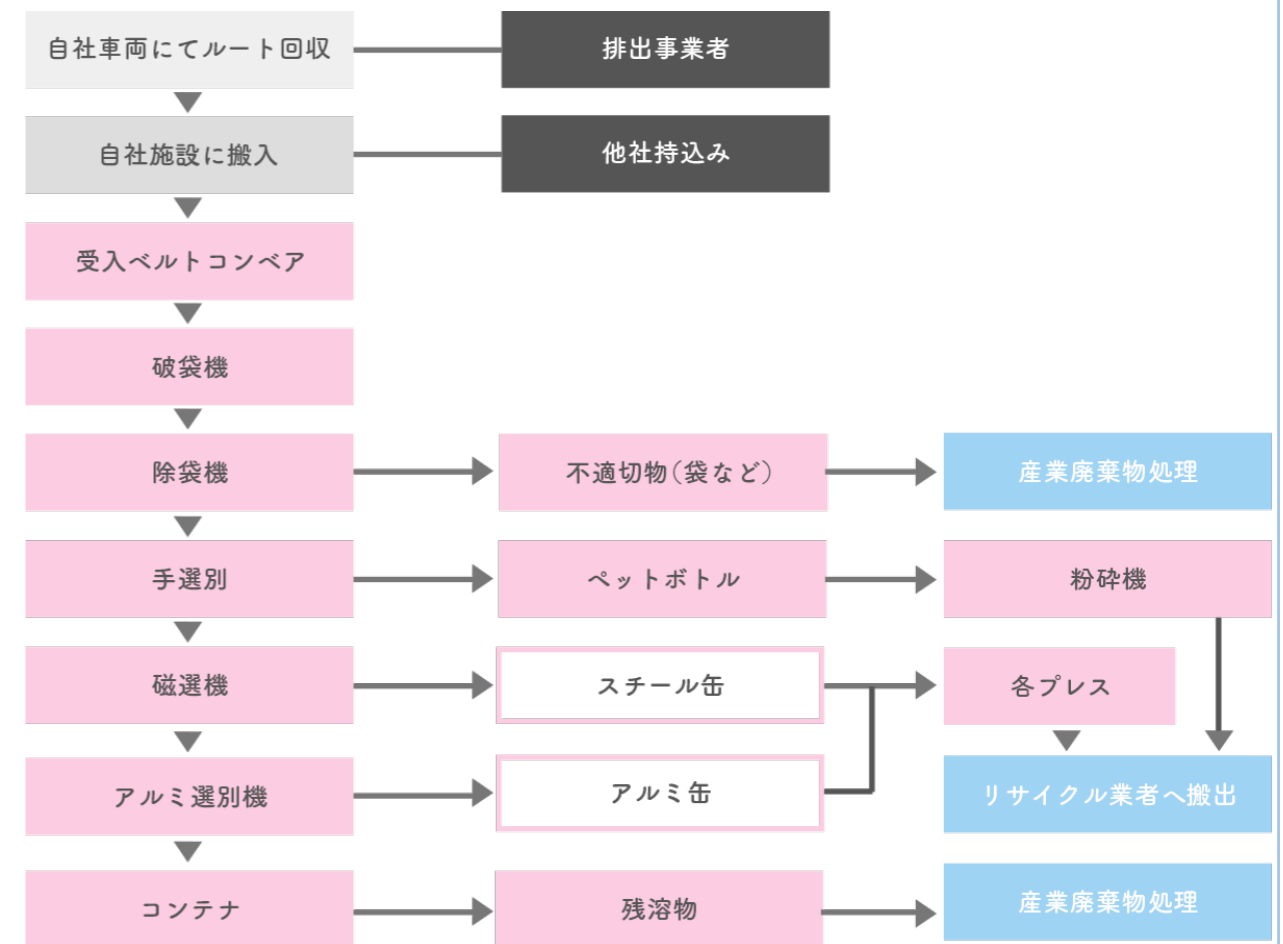 自社車両にてルート回収
排出事業者
自社施設に搬入
他社持込み
受入ベルトコンベア
破袋機
除袋機
不適切物(袋など)
産業廃棄物処理
手選別
ペットボトル
粉砕機
磁選機
スチール缶
各プレス
アルミ選別機
アルミ缶
リサイクル業者へ搬出
コンテナ
残溶物
産業廃棄物処理